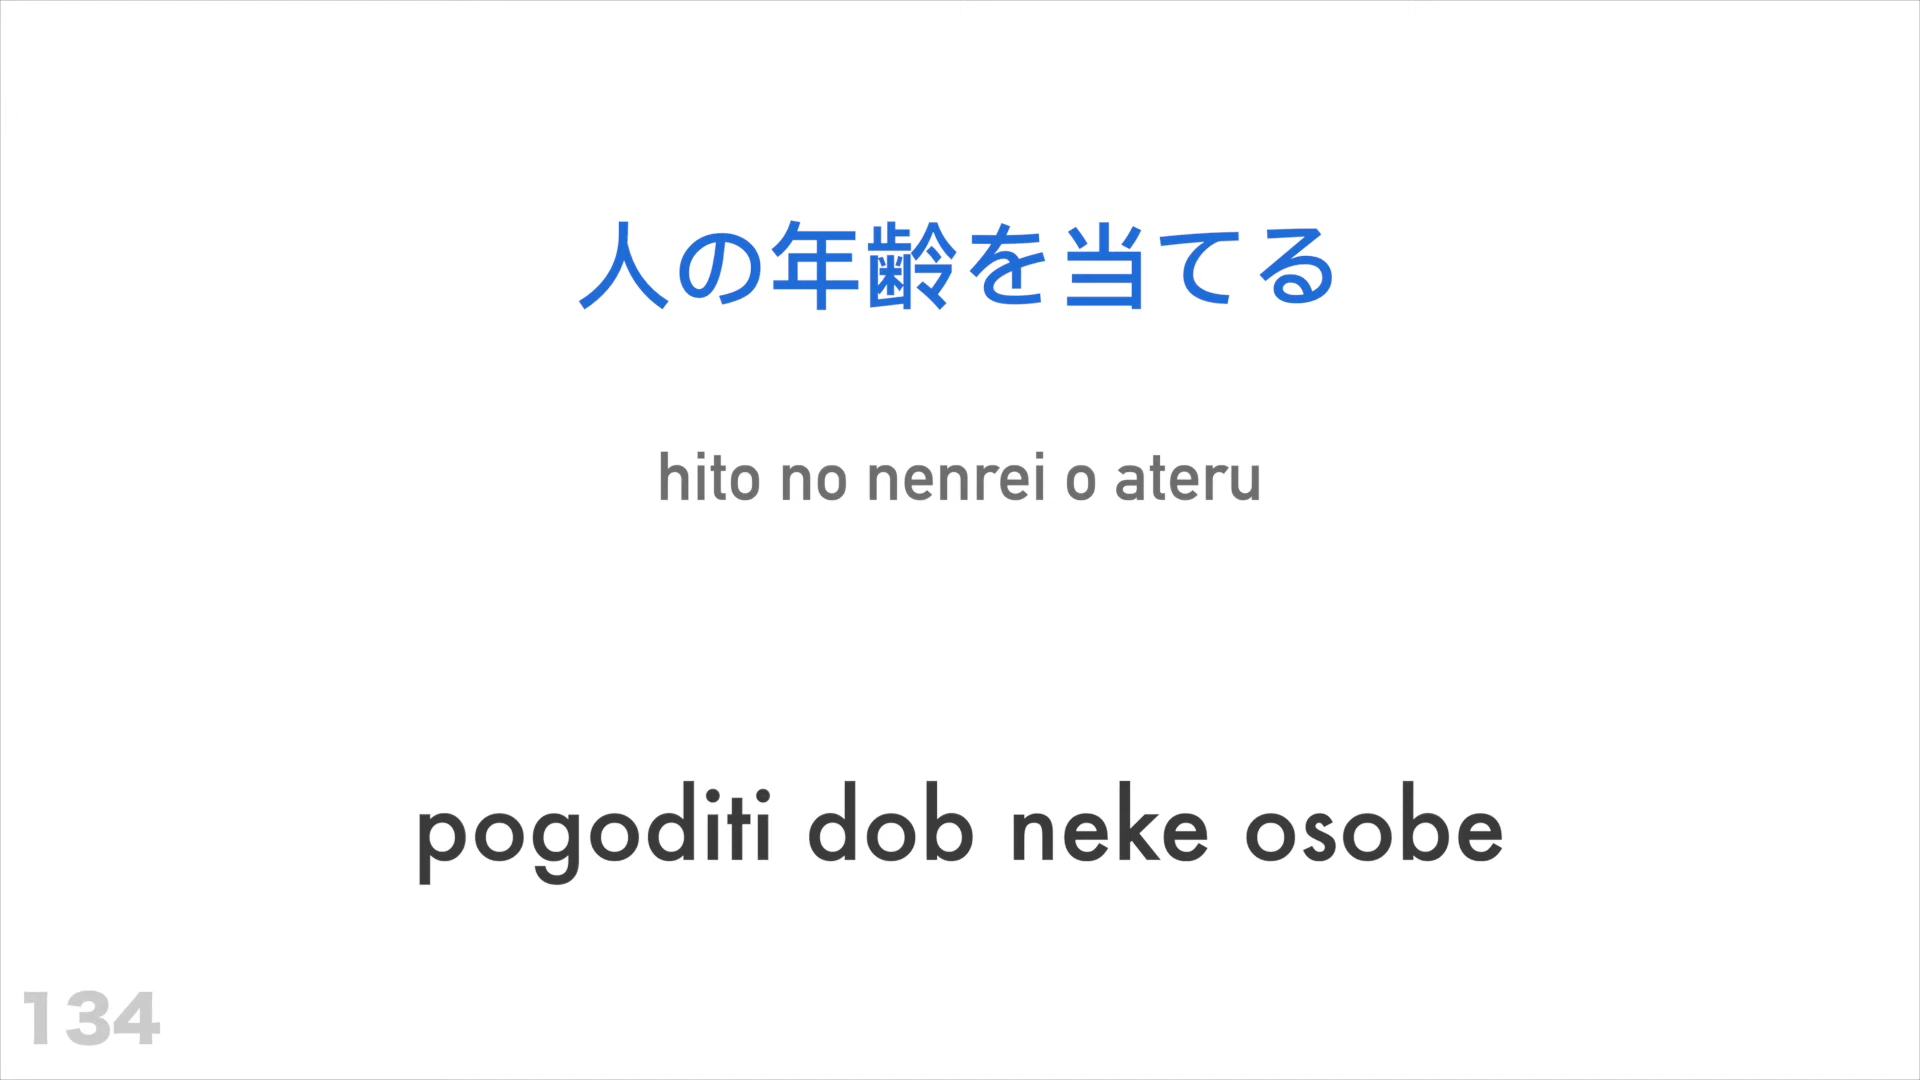 人の年齢を当てる
hito no nenrei o ateru
pogoditi dob neke osobe
134